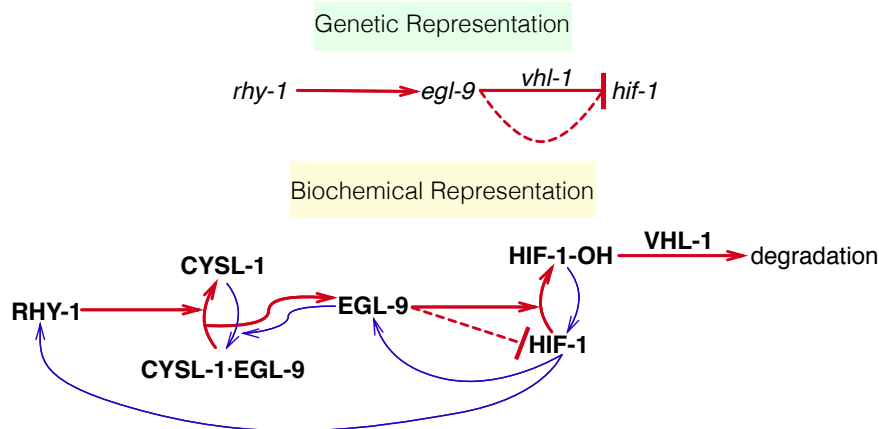 Genetic Representation
rhy-1 egl-9 vhl-1 hif-1
Biochemical Representation
CYSL-1 HIF-1-OH VHL-1 degradation
RHY-1 EGL-9
CYSL-1·EGL-9 HIF-1